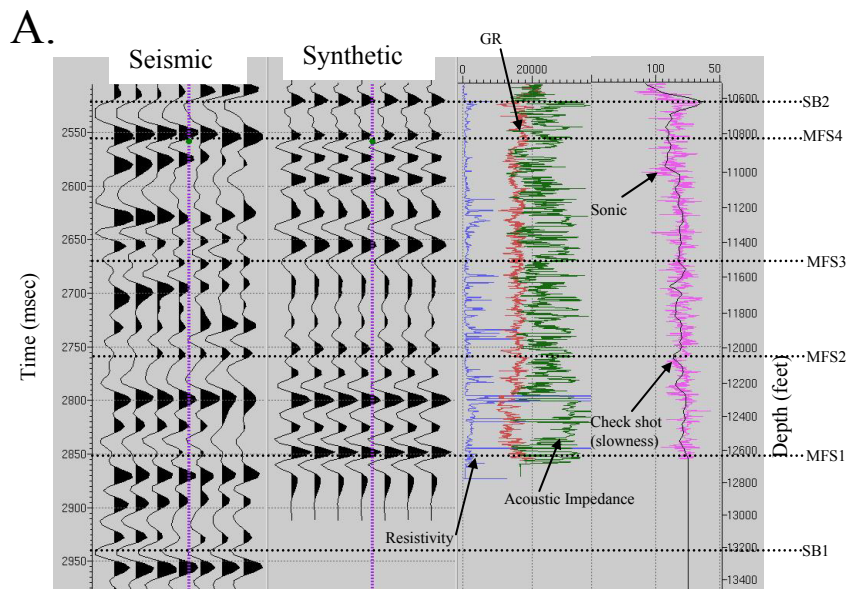 A.
Seismic
Synthetic
GR
0
20000
100
50
Time (msec)
2550
2600
2650
2700
2750
2800
2850
2900
2950
Sonic
Check shot
(slowness)
Acoustic Impedance
Resistivity
Depth (feet)
10600
10800
11000
11200
11400
11600
11800
12000
12200
12400
12600
12800
13000
13200
13400
SB2
MFS4
MFS3
MFS2
MFS1
SB1